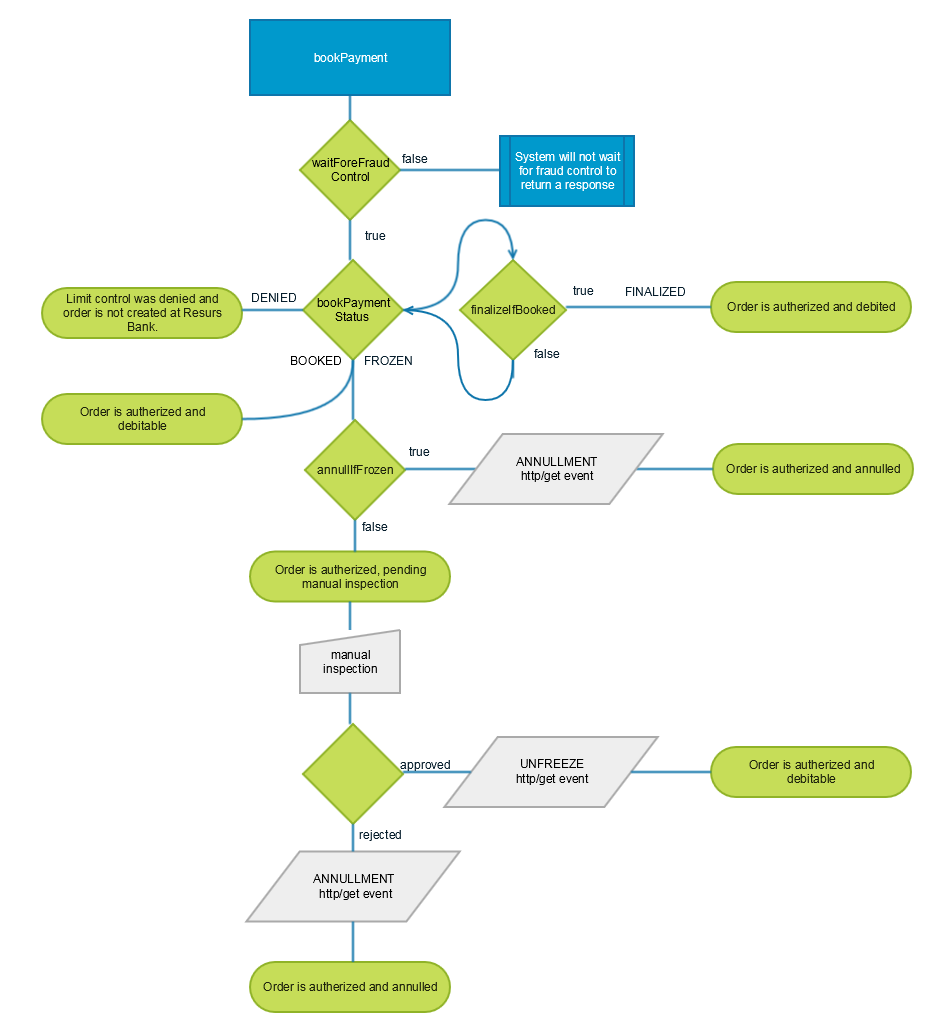 bookPayment
waitForeFraud
Control
false
System will not wait
for fraud control to
return a response
true
bookPayment
Status
DENIED
Limit control was denied and
order is not created at Resurs
Bank.
finalizeIfBooked
true
FINALIZED
Order is autherized and debited
false
BOOKED
FROZEN
Order is autherized and
debitable
annullIfFrozen
true
ANNULLMENT
http/get event
Order is autherized and annulled
false
Order is autherized, pending
manual inspection
manual
inspection
approved
UNFREEZE
http/get event
Order is autherized and
debitable
rejected
ANNULLMENT
http/get event
Order is autherized and annulled